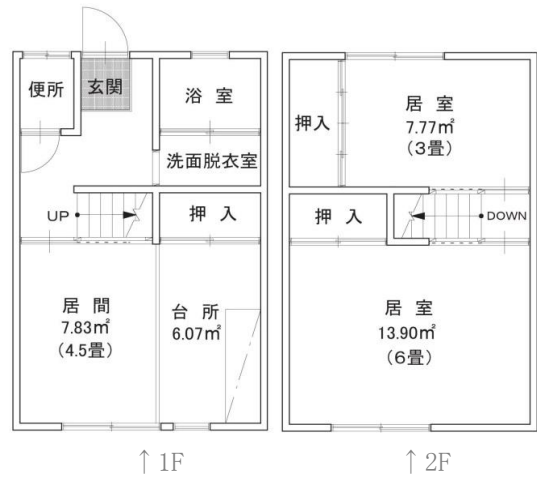 便所
玄関
浴室
洗面脱衣室
UP
押入
居間
7.83㎡
(4.5畳)
台所
6.07㎡
↑1F
押入
居室
7.77㎡
(3畳)
押入
DOWN
居室
13.90㎡
(6畳)
↑2F